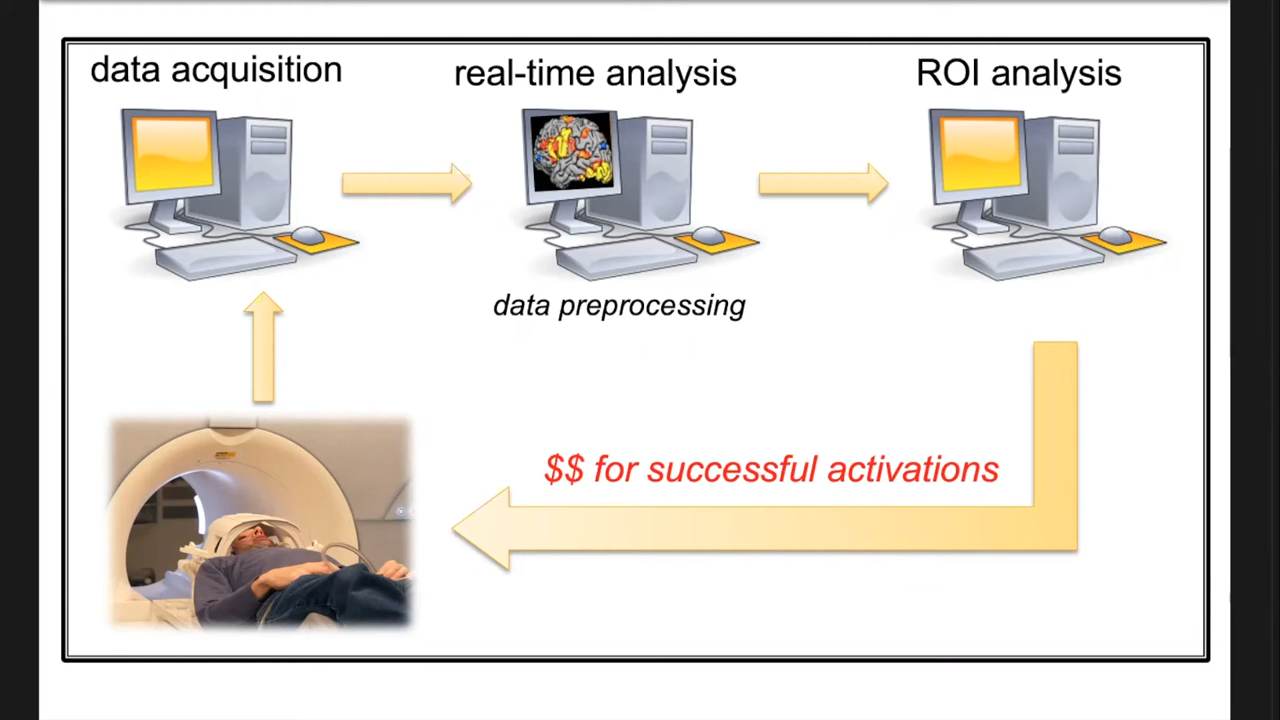 data acquisition
real-time analysis
ROI analysis
data preprocessing
$$ for successful activations